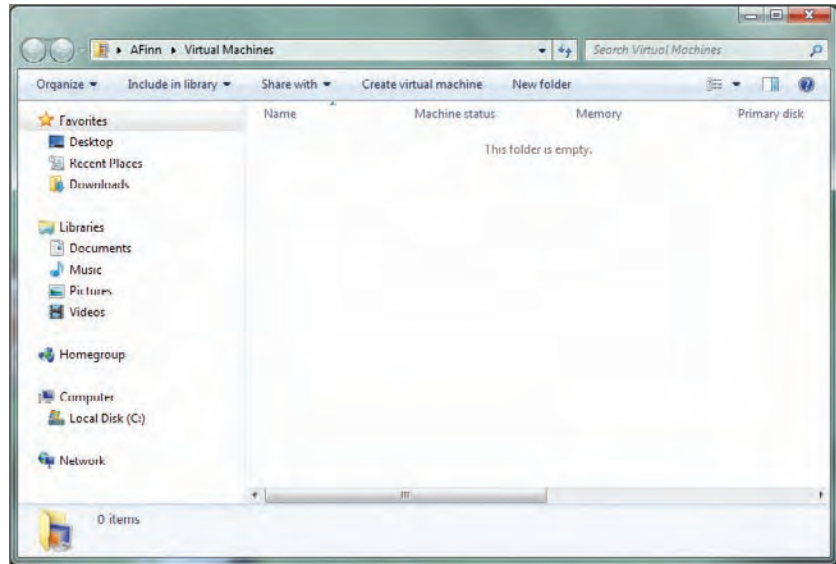 AFinn ▸ Virtual Machines
Search Virtual Machines
Organize Include in library Share with Create virtual machine New folder
Name Machine status Memory Primary disk
This folder is empty.
Favorites
Desktop
Recent Places
Downloads
Libraries
Documents
Music
Pictures
Videos
Homegroup
Computer
Local Disk (C:)
Network
0 items